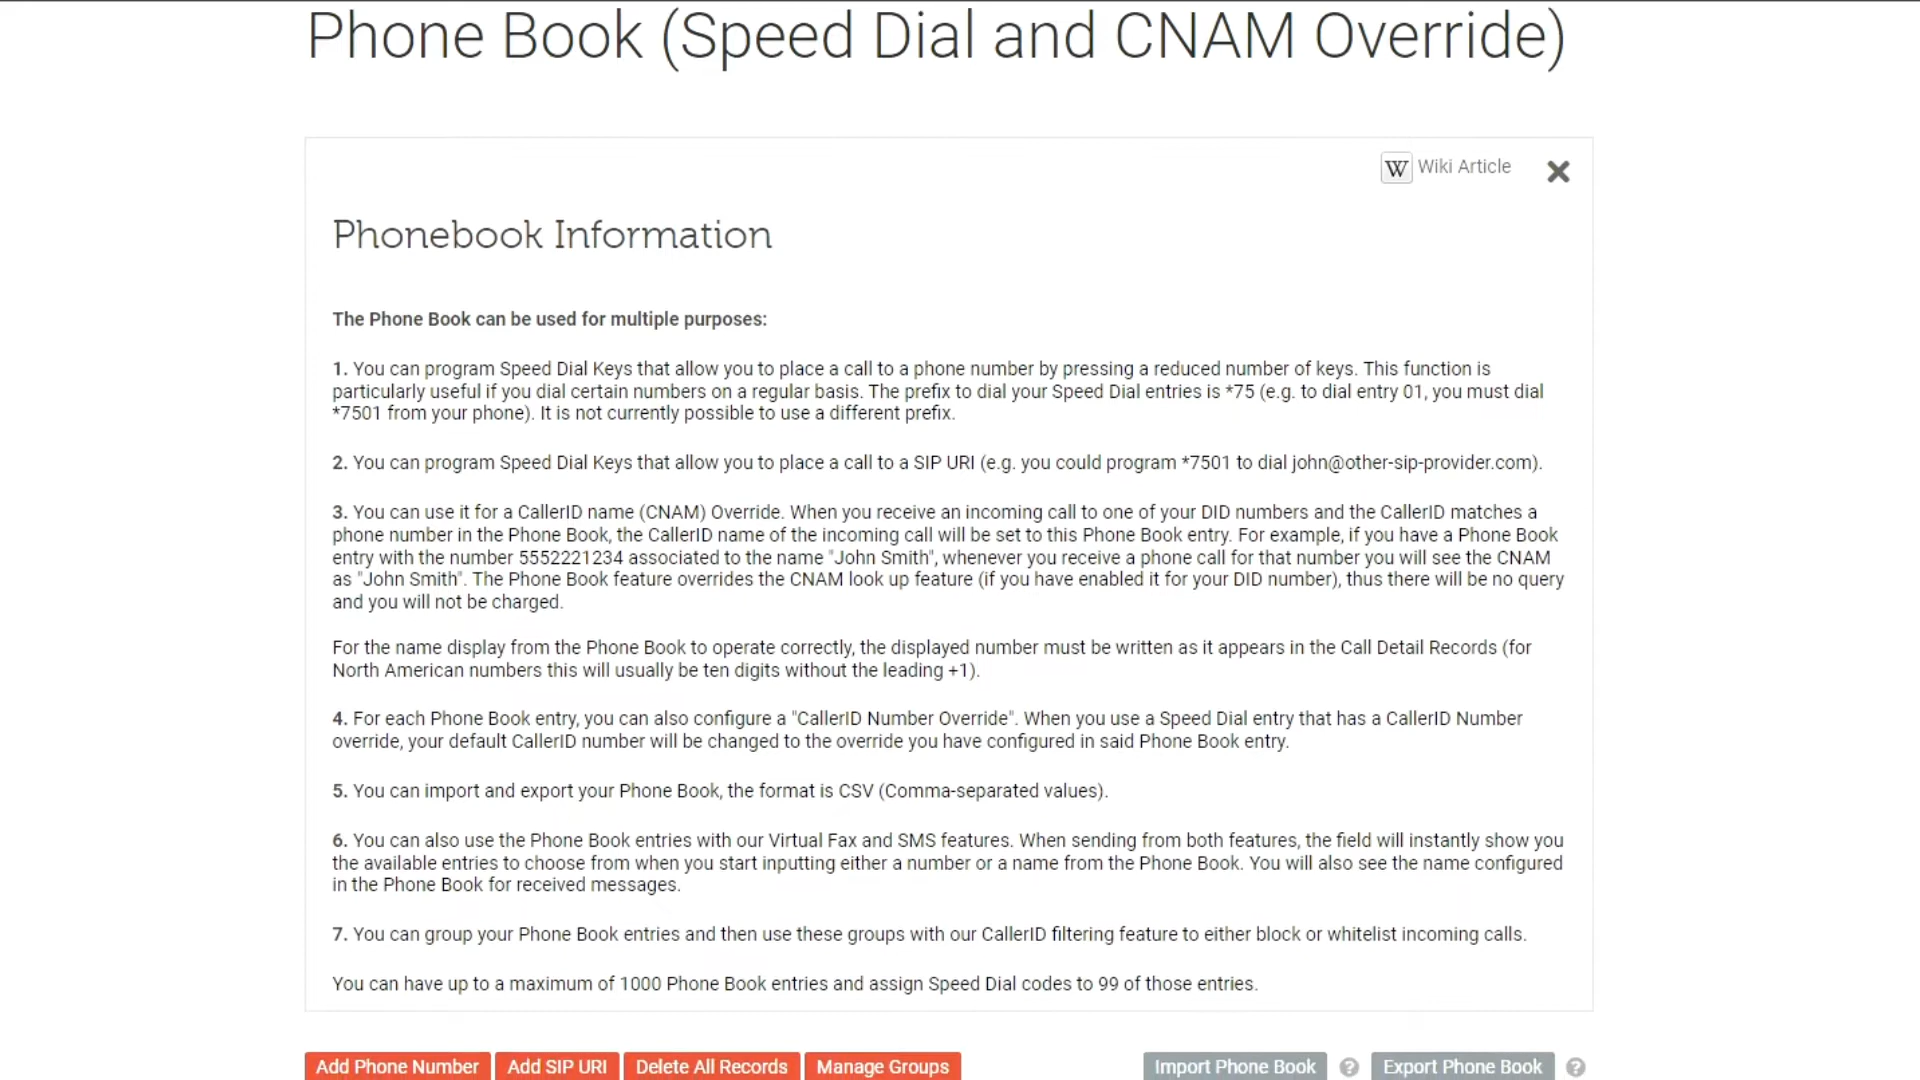 Phone Book (Speed Dial and CNAM Override)
W Wiki Article
Phonebook Information
The Phone Book can be used for multiple purposes:
1. You can program Speed Dial Keys that allow you to place a call to a phone number by pressing a reduced number of keys. This function is
particularly useful if you dial certain numbers on a regular basis. The prefix to dial your Speed Dial entries is *75 (e.g. to dial entry 01, you must dial
*7501 from your phone). It is not currently possible to use a different prefix.
2. You can program Speed Dial Keys that allow you to place a call to a SIP URI (e.g. you could program *7501 to dial john@other-sip-provider.com).
3. You can use it for a CallerID name (CNAM) Override. When you receive an incoming call to one of your DID numbers and the CallerID matches a
phone number in the Phone Book, the CallerID name of the incoming call will be set to this Phone Book entry. For example, if you have a Phone Book
entry with the number 5552221234 associated to the name "John Smith", whenever you receive a phone call for that number you will see the CNAM
as "John Smith". The Phone Book feature overrides the CNAM look up feature (if you have enabled it for your DID number), thus there will be no query
and you will not be charged.
For the name display from the Phone Book to operate correctly, the displayed number must be written as it appears in the Call Detail Records (for
North American numbers this will usually be ten digits without the leading +1).
4. For each Phone Book entry, you can also configure a "CallerID Number Override". When you use a Speed Dial entry that has a CallerID Number
override, your default CallerID number will be changed to the override you have configured in said Phone Book entry.
5. You can import and export your Phone Book, the format is CSV (Comma-separated values).
6. You can also use the Phone Book entries with our Virtual Fax and SMS features. When sending from both features, the field will instantly show you
the available entries to choose from when you start inputting either a number or a name from the Phone Book. You will also see the name configured
in the Phone Book for received messages.
7. You can group your Phone Book entries and then use these groups with our CallerID filtering feature to either block or whitelist incoming calls.
You can have up to a maximum of 1000 Phone Book entries and assign Speed Dial codes to 99 of those entries.
Add Phone Number Add SIP URI Delete All Records Manage Groups Import Phone Book ? Export Phone Book ?